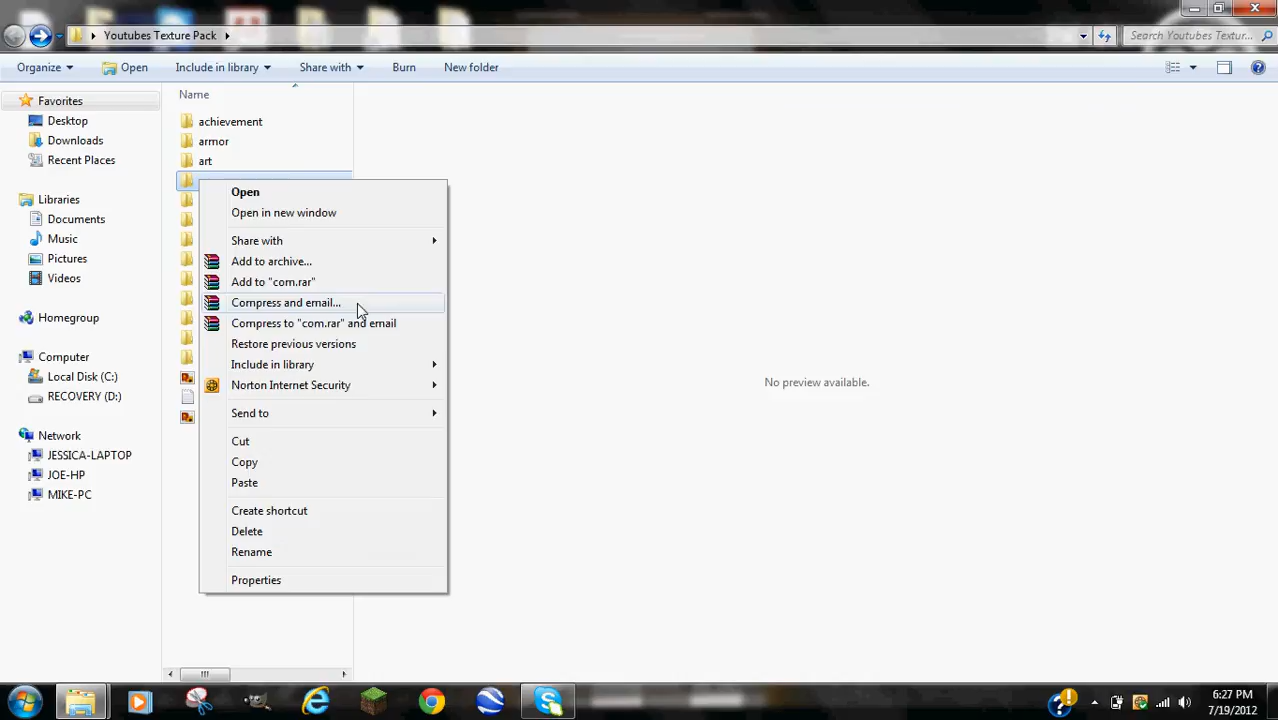 Youtubes Texture Pack
Search Youtubes Textur...
Organize
Open
Include in library
Share with
Burn
New folder
Name
Favorites
Desktop
Downloads
Recent Places
Libraries
Documents
Music
Pictures
Videos
Homegroup
Computer
Local Disk (C:)
RECOVERY (D:)
Network
JESSICA-LAPTOP
JOE-HP
MIKE-PC
achievement
armor
art
Open
Open in new window
Share with
Add to archive...
Add to "com.rar"
Compress and email...
Compress to "com.rar" and email
Restore previous versions
Include in library
Norton Internet Security
Send to
Cut
Copy
Paste
Create shortcut
Delete
Rename
Properties
No preview available.
6:27 PM
7/19/2012